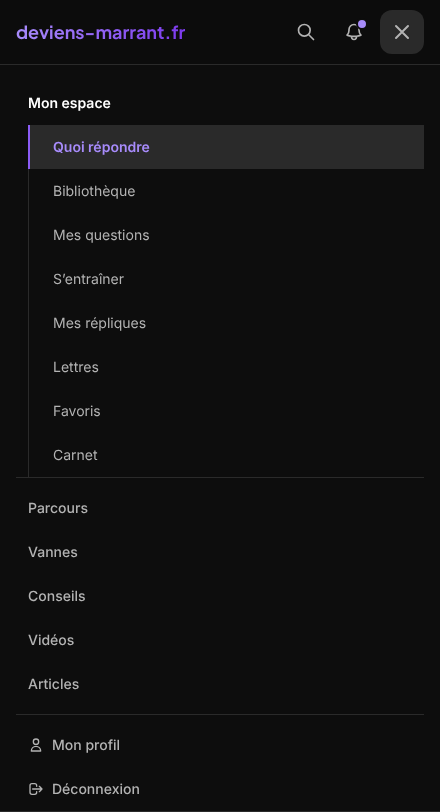 deviens-marrant.fr
Mon espace
Quoi répondre
Bibliothèque
Mes questions
S’entraîner
Mes répliques
Lettres
Favoris
Carnet
Parcours
Vannes
Conseils
Vidéos
Articles
Mon profil
Déconnexion